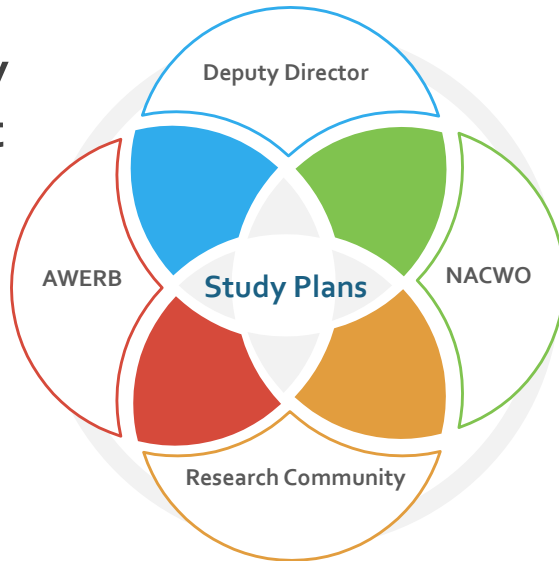 Deputy Director
AWERB
Study Plans
NACWO
Research Community